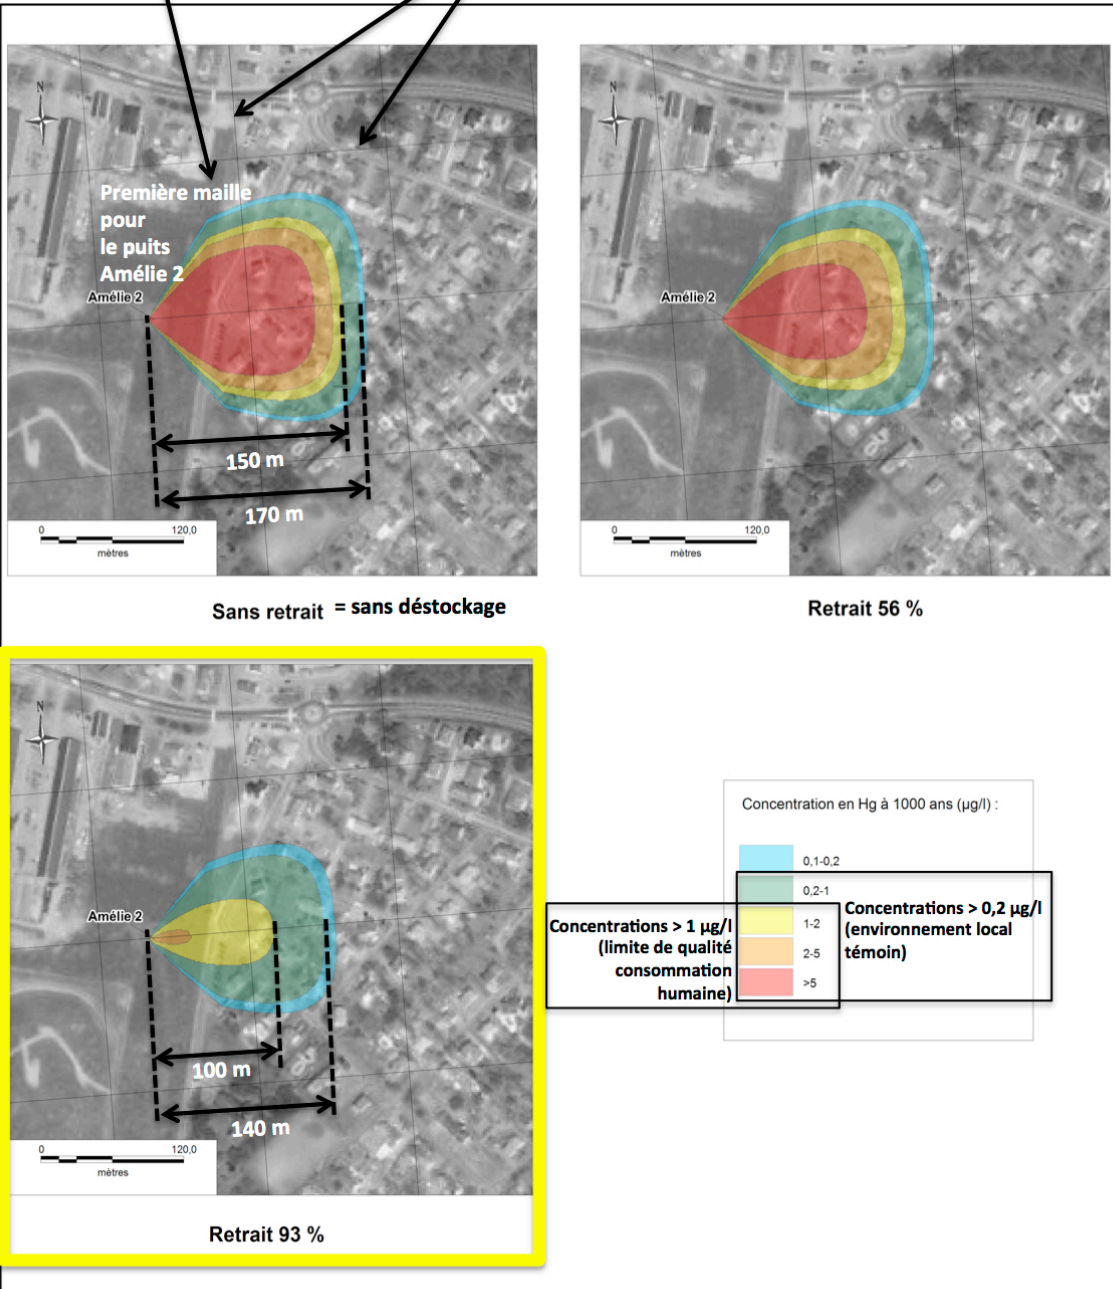 N
Première maille
pour
le puits
Amélie 2
Amélie 2
150 m
170 m
0 120,0
mètres
Sans retrait = sans déstockage
N
Amélie 2
0 120,0
mètres
Retrait 56 %
N
Amélie 2
100 m
140 m
0 120,0
mètres
Retrait 93 %
Concentration en Hg à 1000 ans (µg/l) :
0,1-0,2
0,2-1
1-2
2-5
>5
Concentrations > 1 µg/l
(limite de qualité
consommation
humaine)
Concentrations > 0,2 µg/l
(environnement local
témoin)